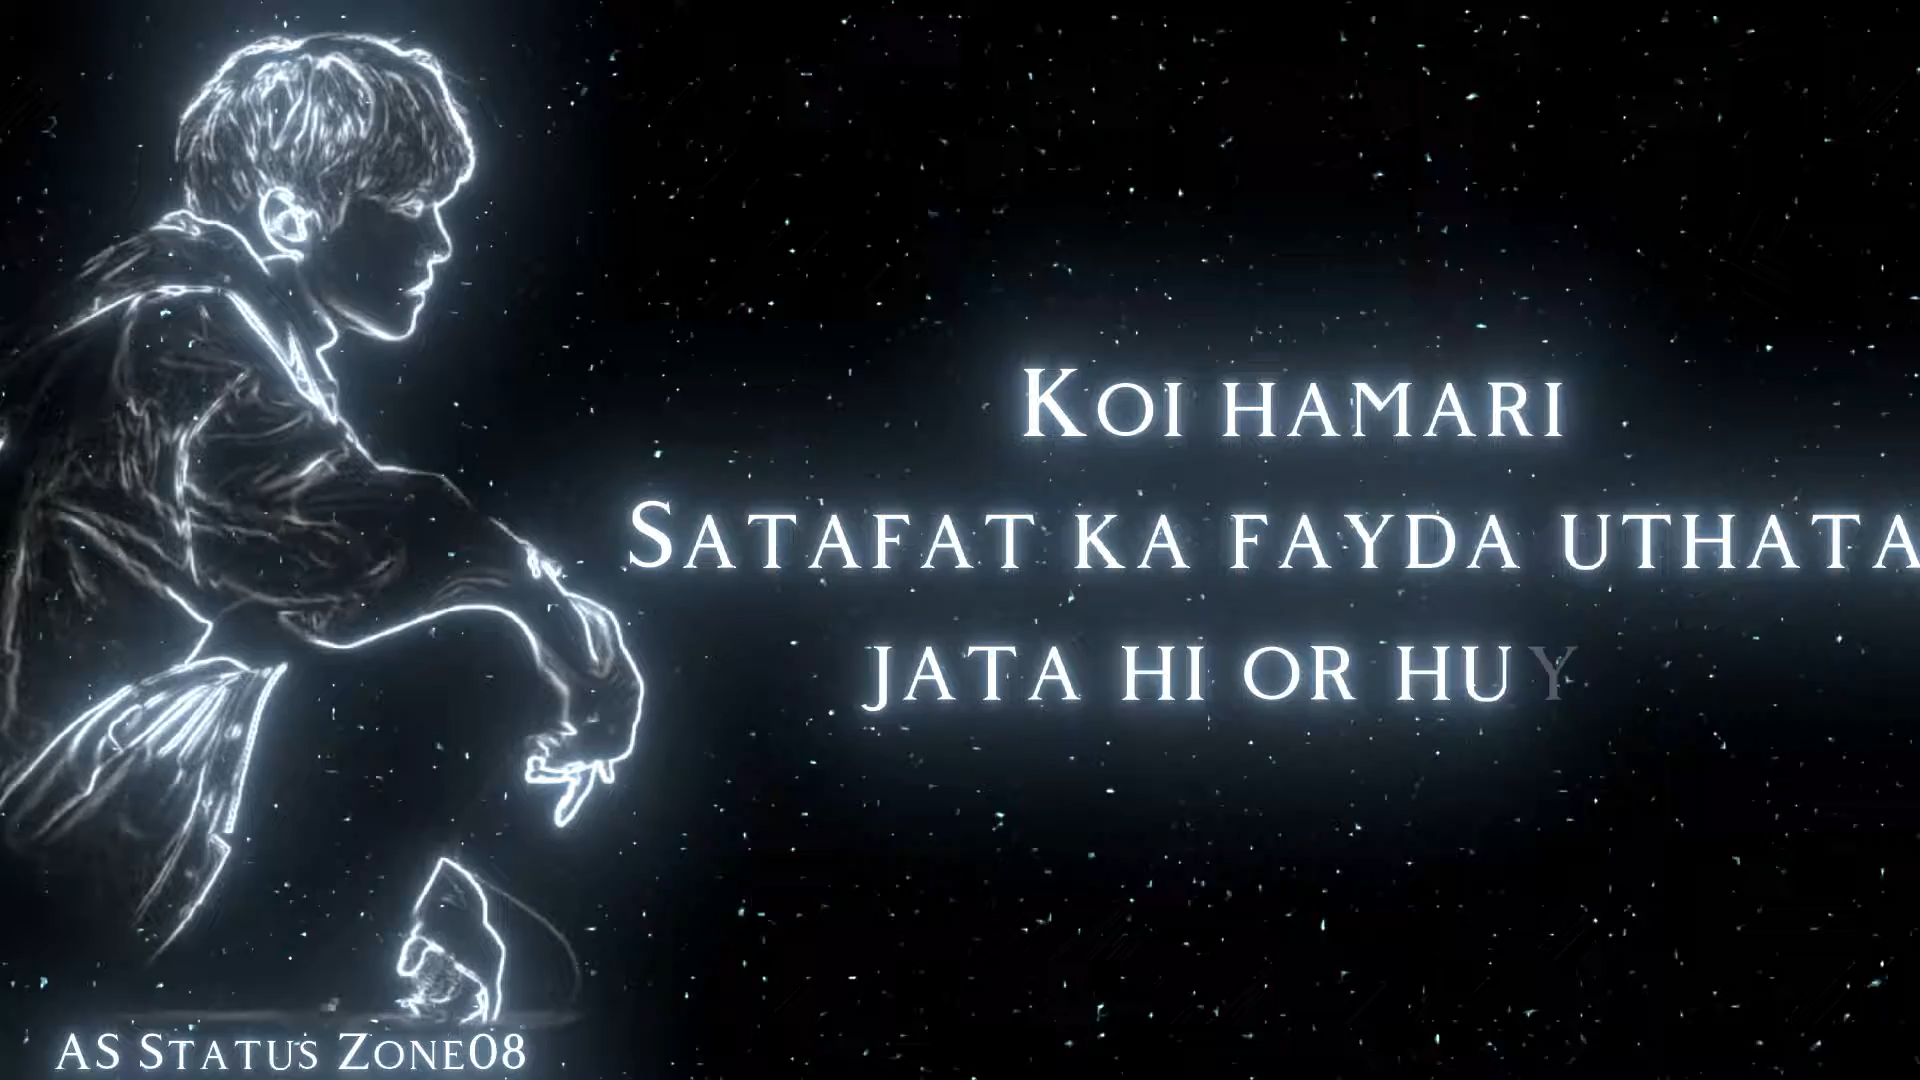 Koi hamari
Satafat ka fayda uthata
jata hi or huy
AS Status Zone08